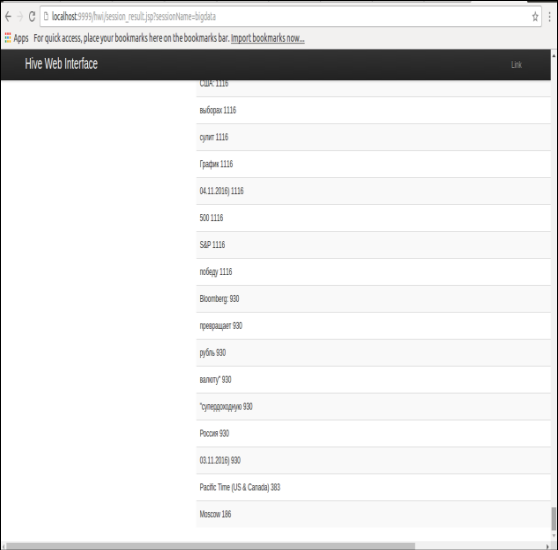 localhost:9999/hwi/session_result.jsp?sessionName=bigdata
Apps For quick access, place your bookmarks here on the bookmarks bar. Import bookmarks now...
Hive Web Interface Link
США: 1116
выборах 1116
сулит 1116
График 1116
04.11.2016) 1116
500 1116
S&P 1116
победу 1116
Bloomberg: 930
превращает 930
рубль 930
валюту" 930
"супердоходную 930
Россия 930
03.11.2016) 930
Pacific Time (US & Canada) 383
Moscow 186